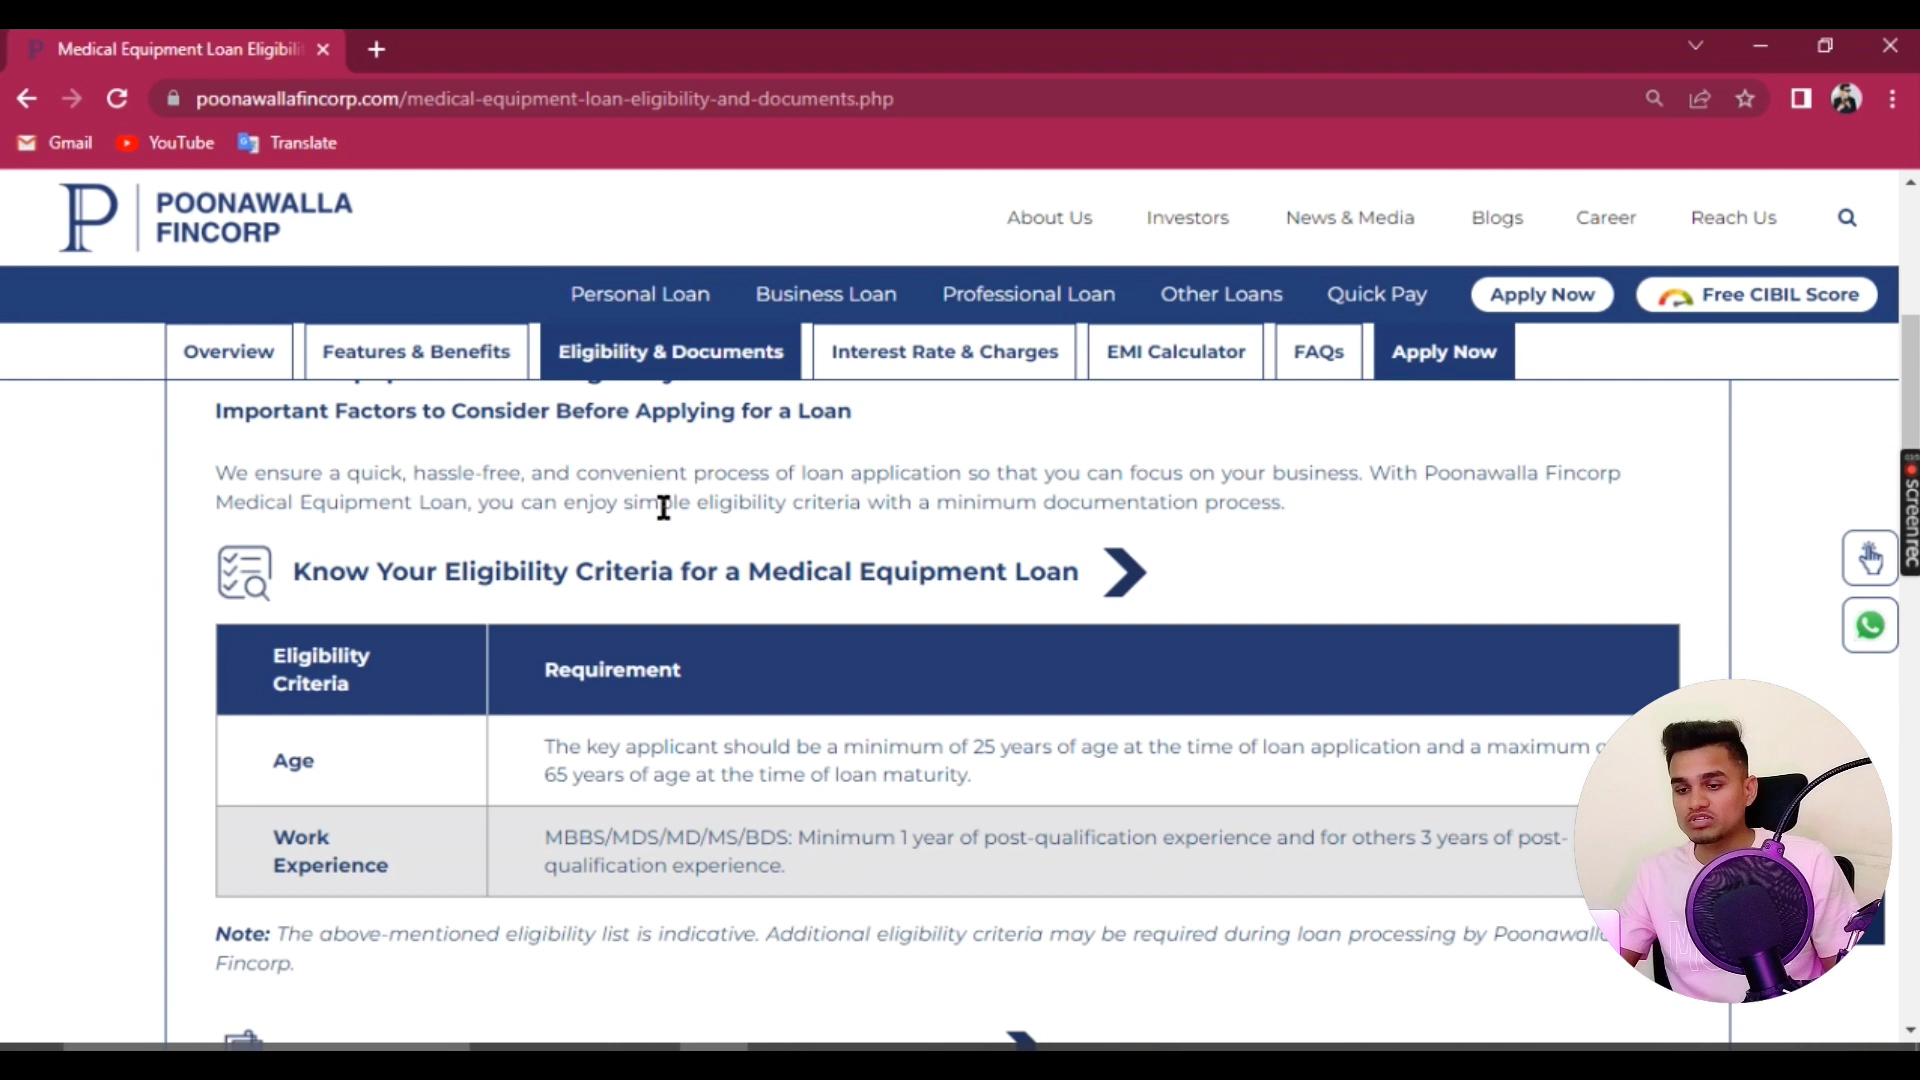 Medical Equipment Loan Eligibili
poonawallafincorp.com/medical-equipment-loan-eligibility-and-documents.php
Gmail YouTube Translate
POONAWALLA
FINCORP
About Us Investors News & Media Blogs Career Reach Us
Personal Loan Business Loan Professional Loan Other Loans Quick Pay Apply Now Free CIBIL Score
Overview Features & Benefits Eligibility & Documents Interest Rate & Charges EMI Calculator FAQs Apply Now
Important Factors to Consider Before Applying for a Loan
We ensure a quick, hassle-free, and convenient process of loan application so that you can focus on your business. With Poonawalla Fincorp
Medical Equipment Loan, you can enjoy simple eligibility criteria with a minimum documentation process.
Know Your Eligibility Criteria for a Medical Equipment Loan
Eligibility
Criteria
Requirement
Age
The key applicant should be a minimum of 25 years of age at the time of loan application and a maximum
65 years of age at the time of loan maturity.
Work
Experience
MBBS/MDS/MD/MS/BDS: Minimum 1 year of post-qualification experience and for others 3 years of post-
qualification experience.
Note: The above-mentioned eligibility list is indicative. Additional eligibility criteria may be required during loan processing by Poonawalla
Fincorp.
screenrec